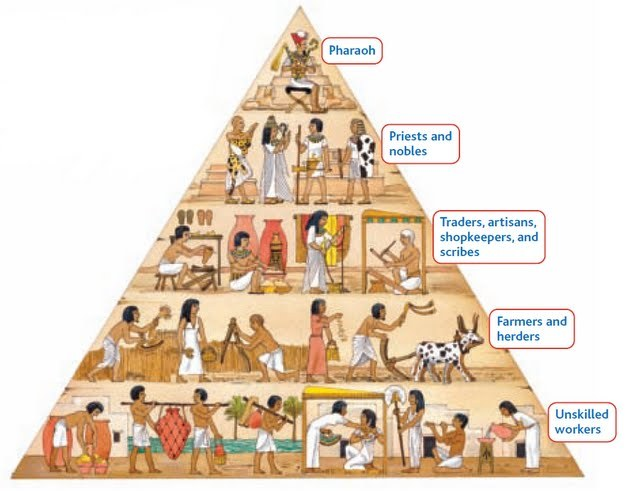 Pharaoh
Priests and
nobles
Traders, artisans,
shopkeepers, and
scribes
Farmers and
herders
Unskilled
workers